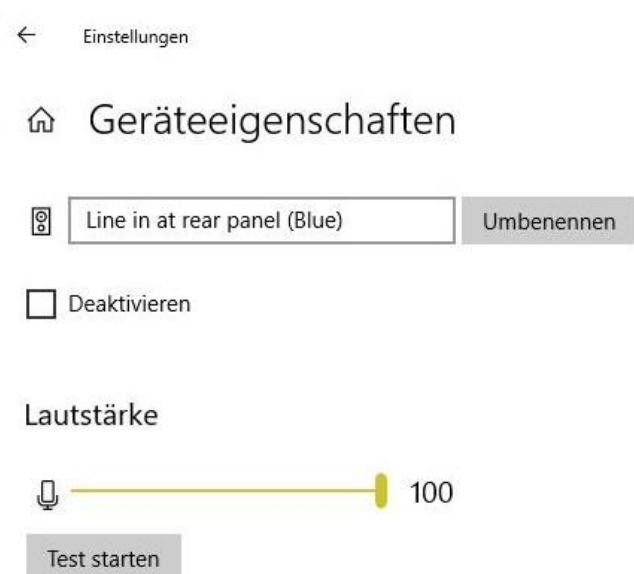 Einstellungen
Geräteeigenschaften
Line in at rear panel (Blue) Umbenennen
Deaktivieren
Lautstärke
100
Test starten